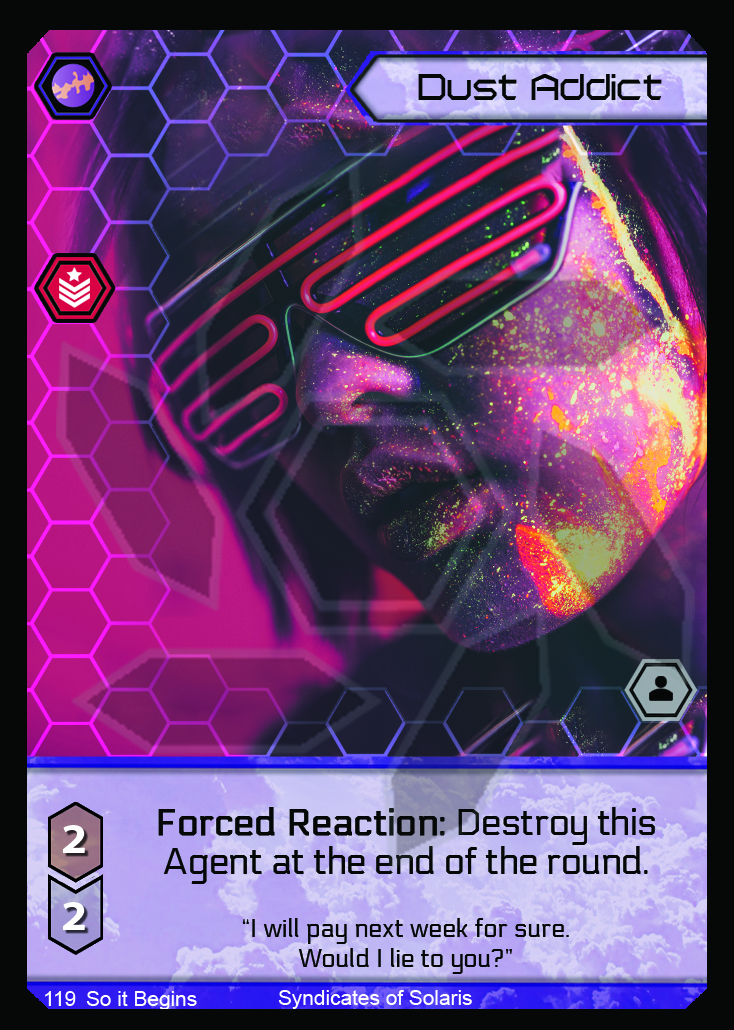 Dust Addict
2
2
Forced Reaction: Destroy this
Agent at the end of the round.
“I will pay next week for sure.
Would I lie to you?”
119 So it Begins Syndicates of Solaris